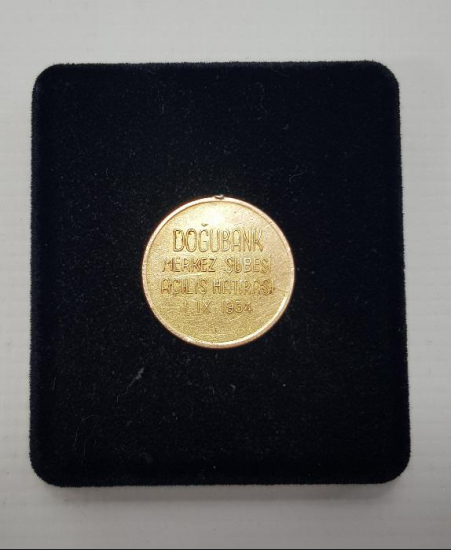 DOĞUBANK
MERKEZ ŞUBESİ
AÇILIŞ HATIRASI
1.IX 1954